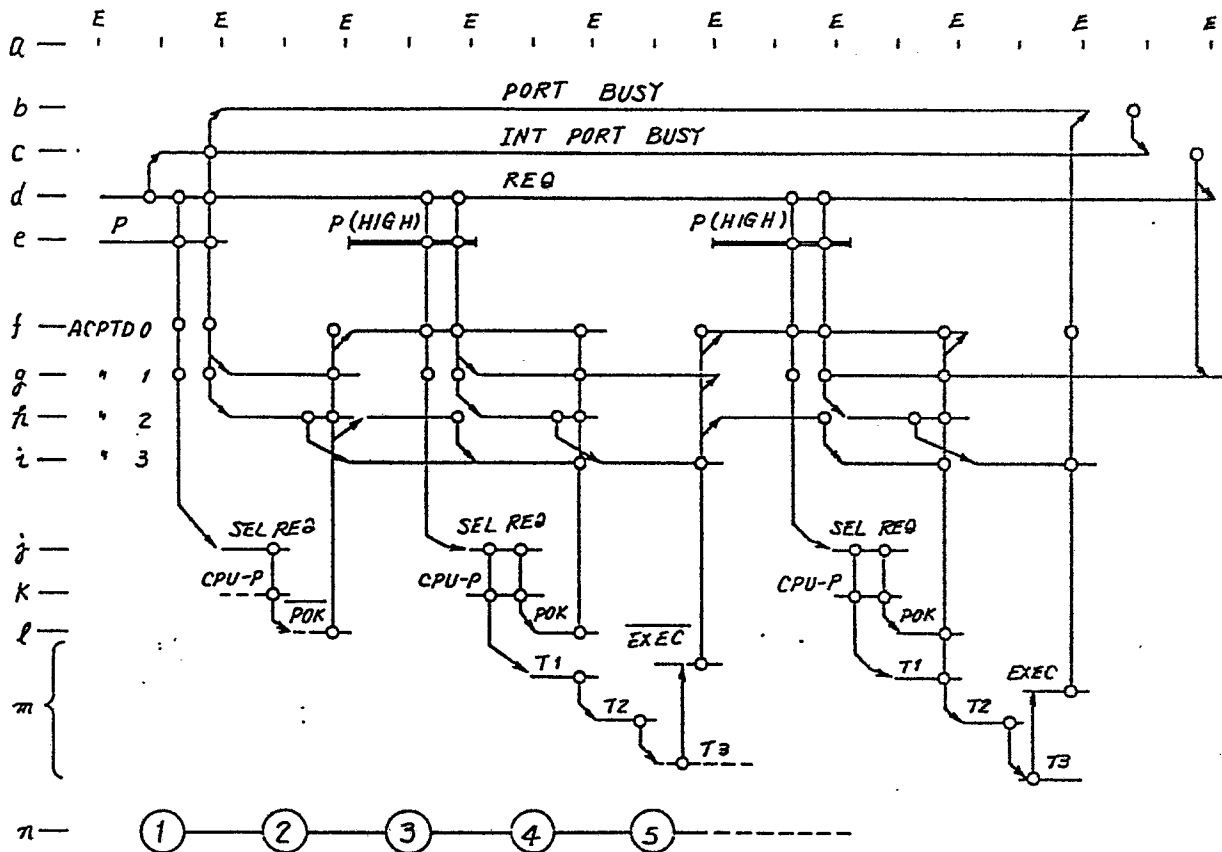 E E E E E E E E E E
a
b PORT BUSY
c INT PORT BUSY
d REQ
e P P (HIGH) P (HIGH)
f ACPTD 0
g " 1
h " 2
i " 3
j SEL REQ SEL REQ SEL REQ
k CPU-P CPU-P CPU-P
l POK POK POK
EXEC
T1 T1 EXEC
m T2 T2
T3 T3
n 1 2 3 4 5